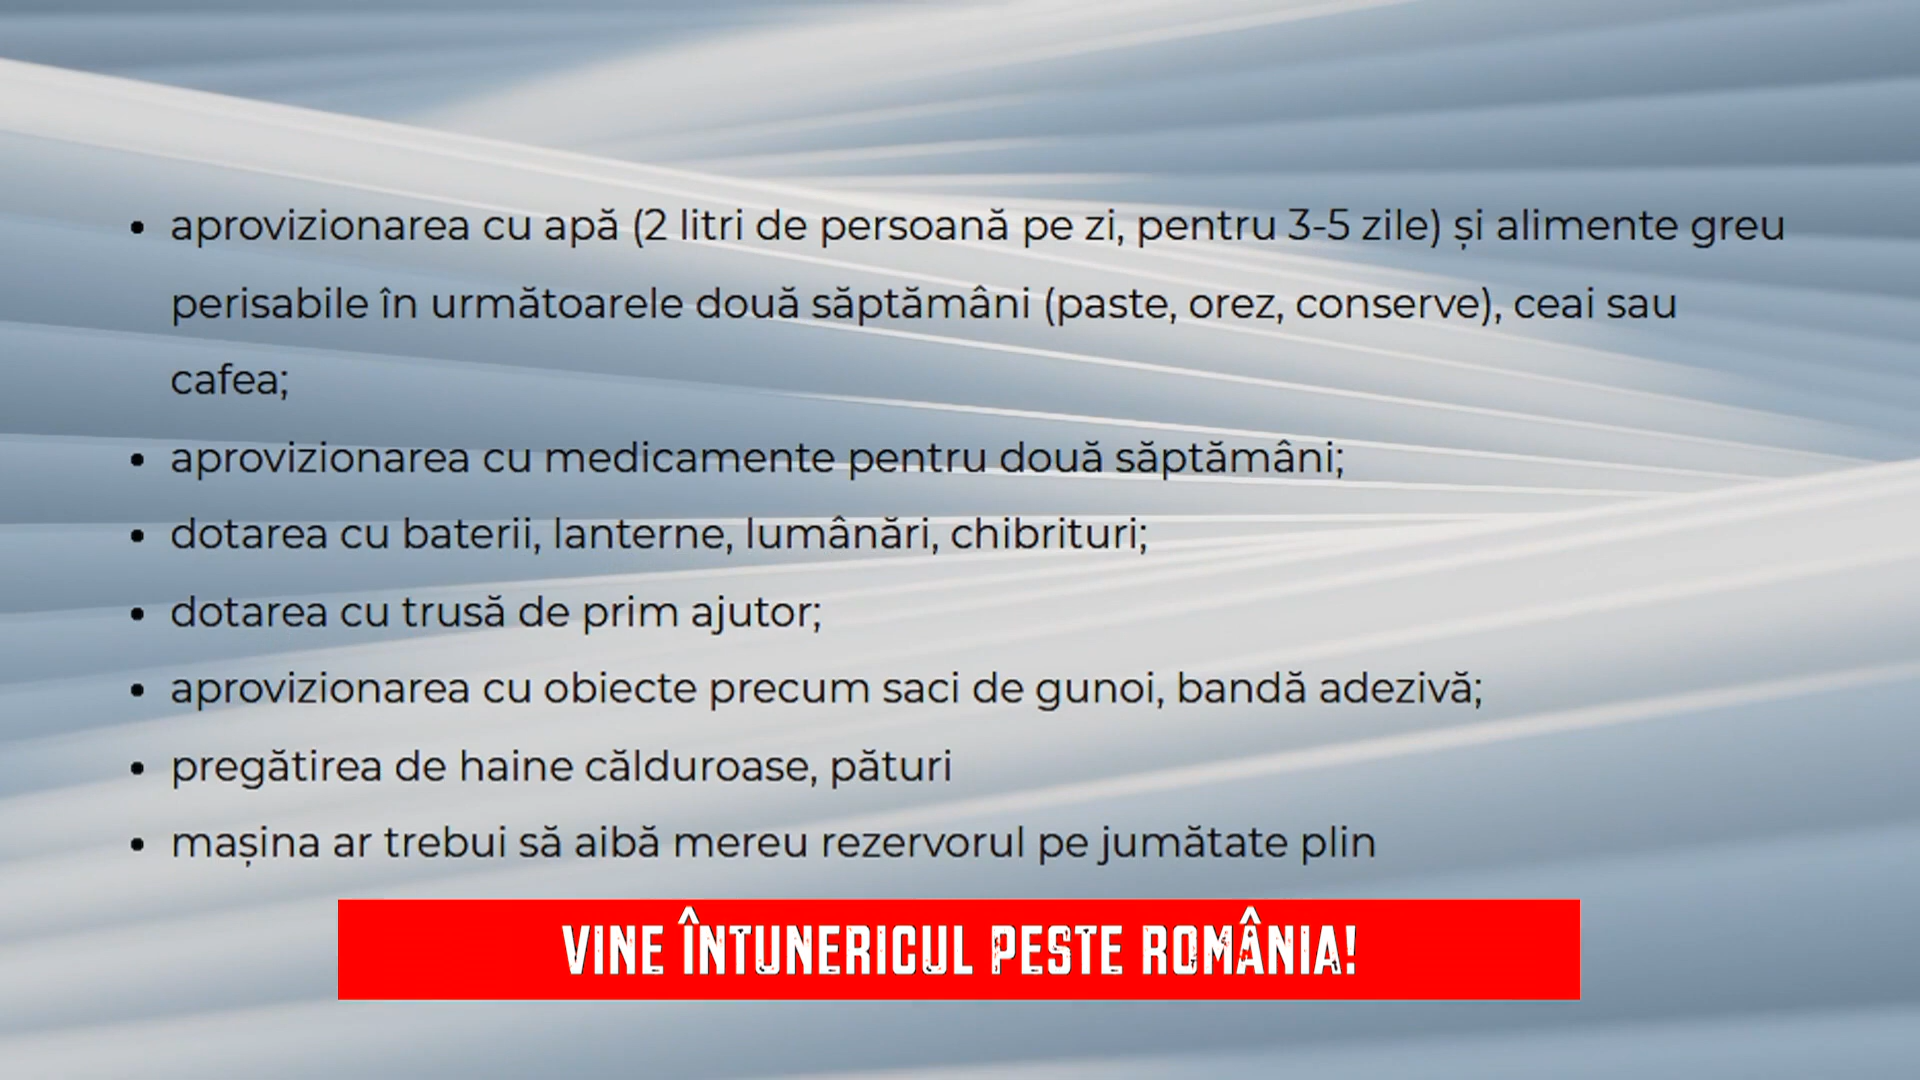 • aprovizionarea cu apă (2 litri de persoană pe zi, pentru 3-5 zile) și alimente greu
perisabile în următoarele două săptămâni (paste, orez, conserve), ceai sau
cafea;
• aprovizionarea cu medicamente pentru două săptămâni;
• dotarea cu baterii, lanterne, lumânări, chibrituri;
• dotarea cu trusă de prim ajutor;
• aprovizionarea cu obiecte precum saci de gunoi, bandă adezivă;
• pregătirea de haine călduroase, pături
• mașina ar trebui să aibă mereu rezervorul pe jumătate plin
VINE ÎNTUNERICUL PESTE ROMÂNIA!